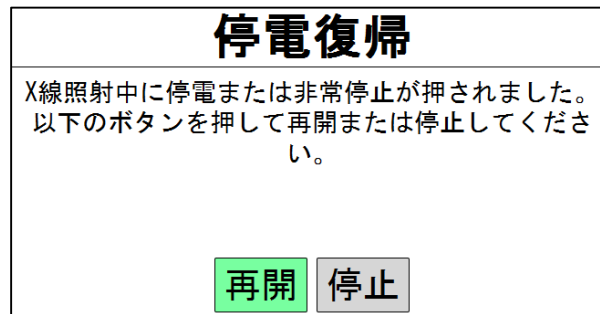 停電復帰
X線照射中に停電または非常停止が押されました。
以下のボタンを押して再開または停止してくださ
い。
再開 停止